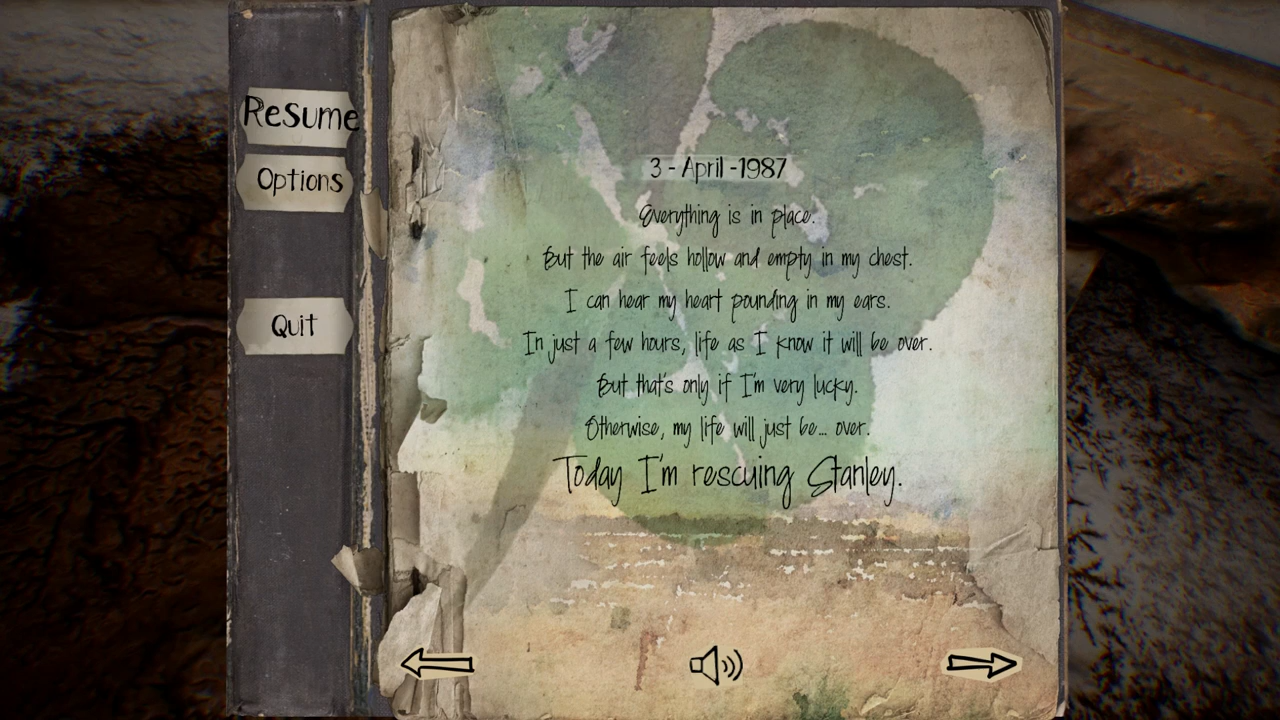 Resume
Options
Quit
3 - April -1987
Everything is in place.
But the air feels hollow and empty in my chest.
I can hear my heart pounding in my ears.
In just a few hours, life as I know it will be over.
But that's only if I'm very lucky.
Otherwise, my life will just be... over.
Today I'm rescuing Stanley.